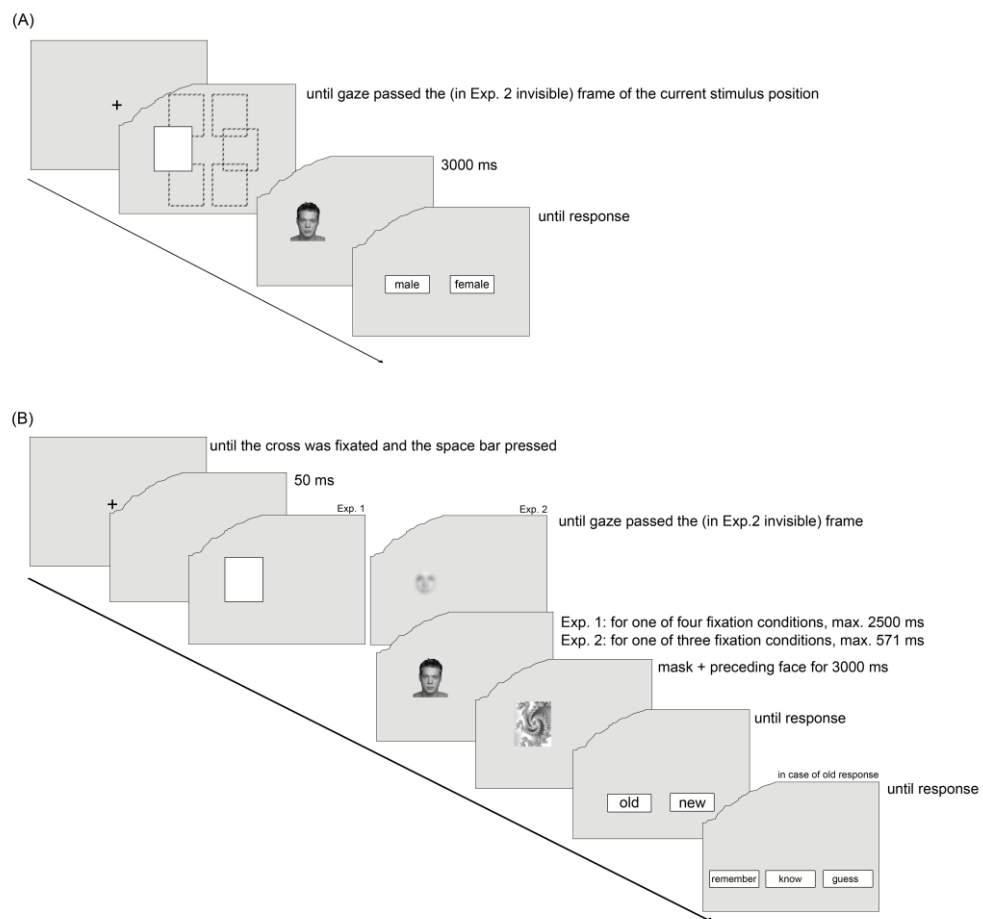 (A)
until gaze passed the (in Exp. 2 invisible) frame of the current stimulus position
3000 ms
until response
male
female
(B)
until the cross was fixated and the space bar pressed
50 ms
Exp. 1
Exp. 2
until gaze passed the (in Exp.2 invisible) frame
Exp. 1: for one of four fixation conditions, max. 2500 ms
Exp. 2: for one of three fixation conditions, max. 571 ms
mask + preceding face for 3000 ms
until response
old
new
in case of old response
until response
remember
know
guess